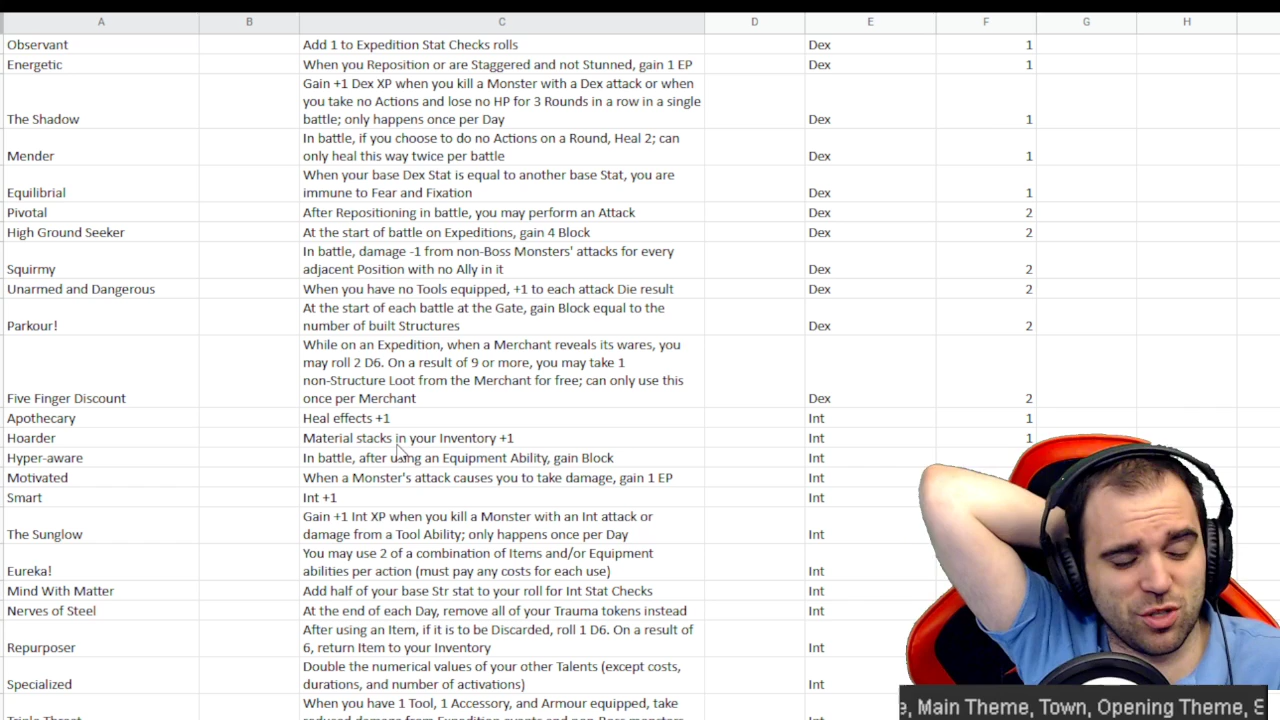 A B C D E F G H
Observant Add 1 to Expedition Stat Checks rolls Dex 1
Energetic When you Reposition or are Staggered and not Stunned, gain 1 EP Dex 1
Gain +1 Dex XP when you kill a Monster with a Dex attack or when
you take no Actions and lose no HP for 3 Rounds in a row in a single
The Shadow battle; only happens once per Day Dex 1
In battle, if you choose to do no Actions on a Round, Heal 2; can
Mender only heal this way twice per battle Dex 1
When your base Dex Stat is equal to another base Stat, you are
Equilibrial immune to Fear and Fixation Dex 1
Pivotal After Repositioning in battle, you may perform an Attack Dex 2
High Ground Seeker At the start of battle on Expeditions, gain 4 Block Dex 2
In battle, damage -1 from non-Boss Monsters' attacks for every
Squirmy adjacent Position with no Ally in it Dex 2
Unarmed and Dangerous When you have no Tools equipped, +1 to each attack Die result Dex 2
At the start of each battle at the Gate, gain Block equal to the
Parkour! number of built Structures Dex 2
While on an Expedition, when a Merchant reveals its wares, you
may roll 2 D6. On a result of 9 or more, you may take 1
non-Structure Loot from the Merchant for free; can only use this
Five Finger Discount once per Merchant Dex 2
Apothecary Heal effects +1 Int 1
Hoarder Material stacks in your Inventory +1 Int 1
Hyper-aware In battle, after using an Equipment Ability, gain Block Int
Motivated When a Monster's attack causes you to take damage, gain 1 EP Int
Smart Int +1 Int
Gain +1 Int XP when you kill a Monster with an Int attack or
The Sunglow damage from a Tool Ability; only happens once per Day Int
You may use 2 of a combination of Items and/or Equipment
Eureka! abilities per action (must pay any costs for each use) Int
Mind With Matter Add half of your base Str stat to your roll for Int Stat Checks Int
Nerves of Steel At the end of each Day, remove all of your Trauma tokens instead Int
After using an Item, if it is to be Discarded, roll 1 D6. On a result of
Repurposer 6, return Item to your Inventory Int
Double the numerical values of your other Talents (except costs,
Specialized durations, and number of activations) Int
When you have 1 Tool, 1 Accessory, and Armour equipped, take
Triple Threat reduced damage from Expedition events and non-Boss monsters
, Main Theme, Town, Opening Theme,